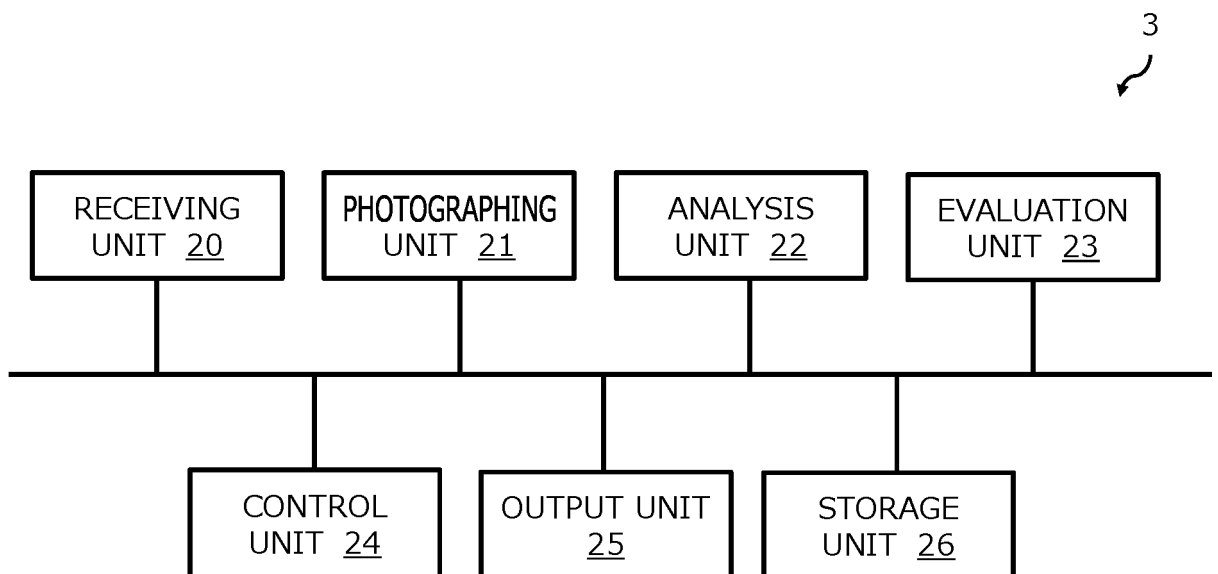 3
RECEIVING
UNIT 20
PHOTOGRAPHING
UNIT 21
ANALYSIS
UNIT 22
EVALUATION
UNIT 23
CONTROL
UNIT 24
OUTPUT UNIT
25
STORAGE
UNIT 26